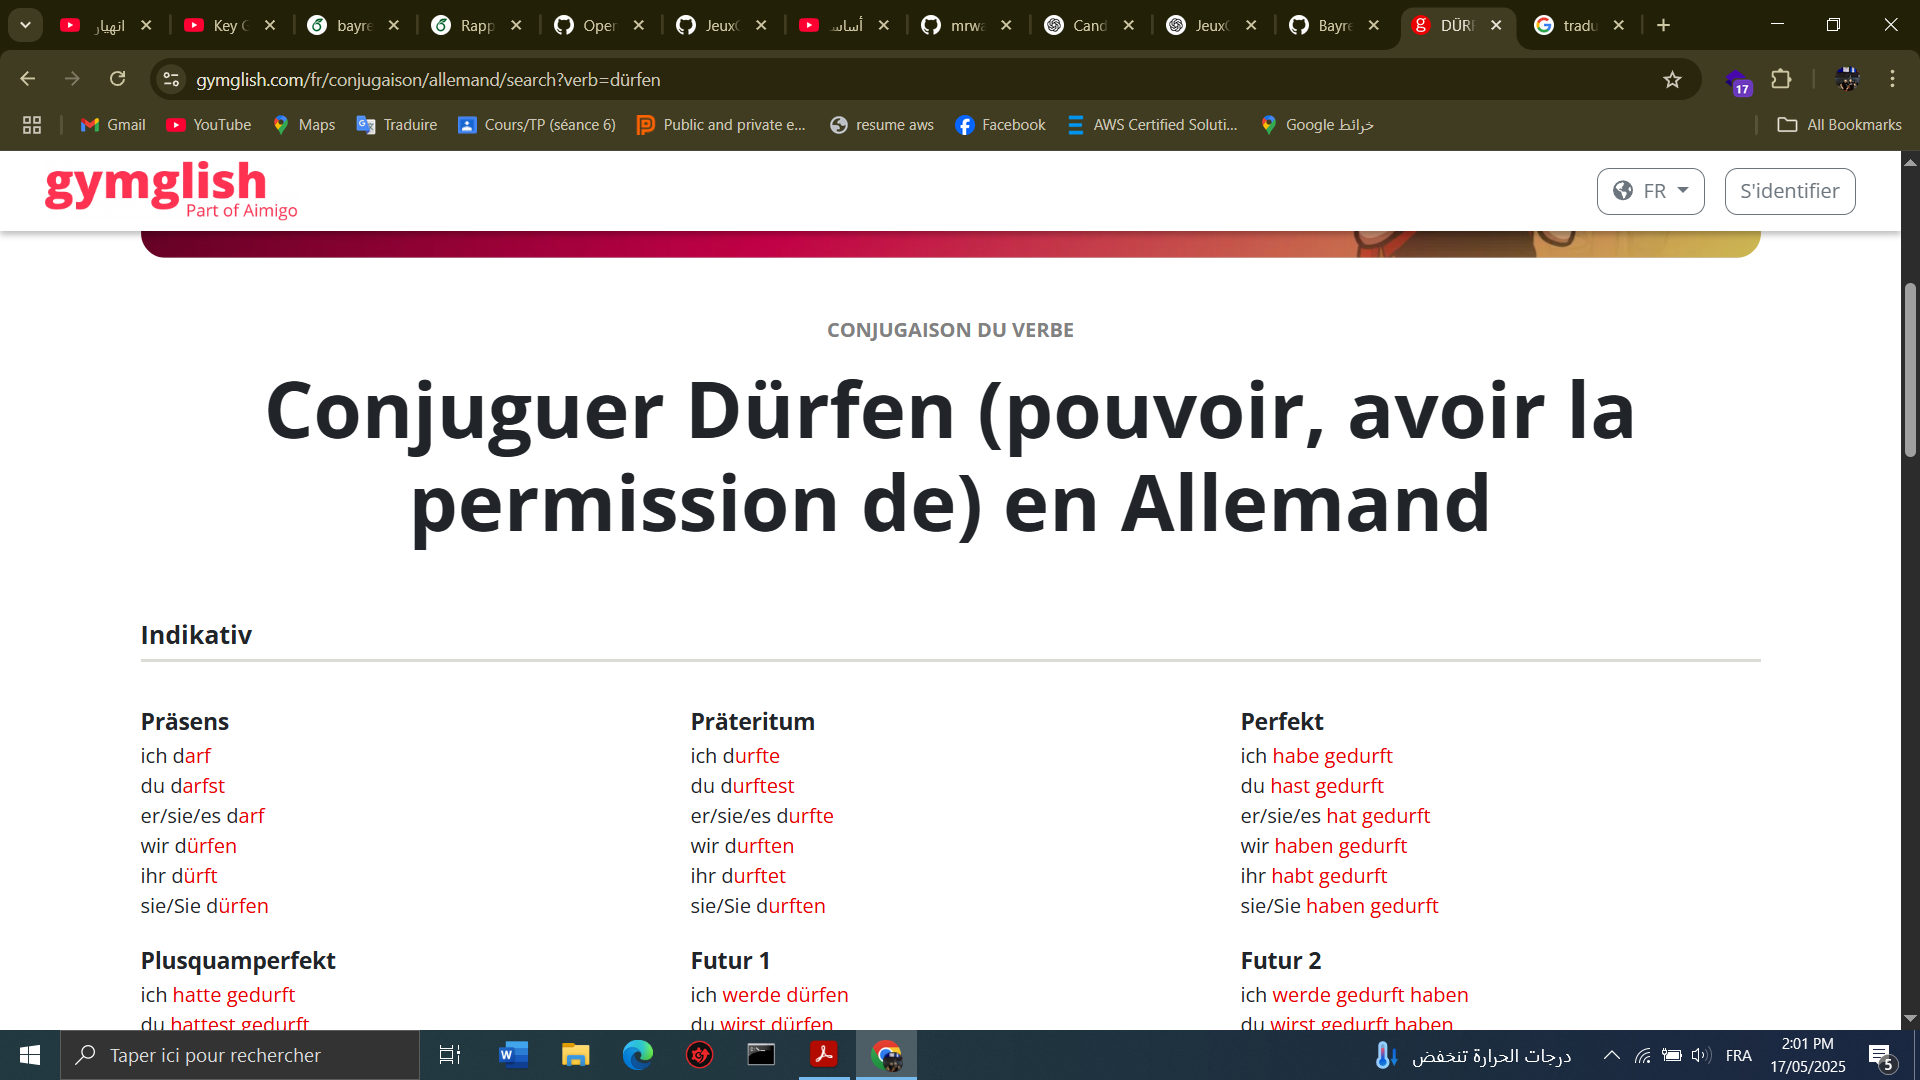 انهيار
Key G
bayre
Rapp
Oper
Jeux
أساس
mrwa
Cand
Jeux
Bayre
DÜRF
tradu
gymglish.com/fr/conjugaison/allemand/search?verb=dürfen
17
Gmail
YouTube
Maps
Traduire
Cours/TP (séance 6)
Public and private e...
resume aws
Facebook
AWS Certified Soluti...
خرائط Google
All Bookmarks
gymglish
Part of Aimigo
FR
S'identifier
CONJUGAISON DU VERBE
Conjuguer Dürfen (pouvoir, avoir la
permission de) en Allemand
Indikativ
Präsens
ich darf
du darfst
er/sie/es darf
wir dürfen
ihr dürft
sie/Sie dürfen
Präteritum
ich durfte
du durftest
er/sie/es durfte
wir durften
ihr durftet
sie/Sie durften
Perfekt
ich habe gedurft
du hast gedurft
er/sie/es hat gedurft
wir haben gedurft
ihr habt gedurft
sie/Sie haben gedurft
Plusquamperfekt
ich hatte gedurft
du hattest gedurft
Futur 1
ich werde dürfen
du wirst dürfen
Futur 2
ich werde gedurft haben
du wirst gedurft haben
Taper ici pour rechercher
درجات الحرارة تنخفض
FRA
2:01 PM
17/05/2025
5